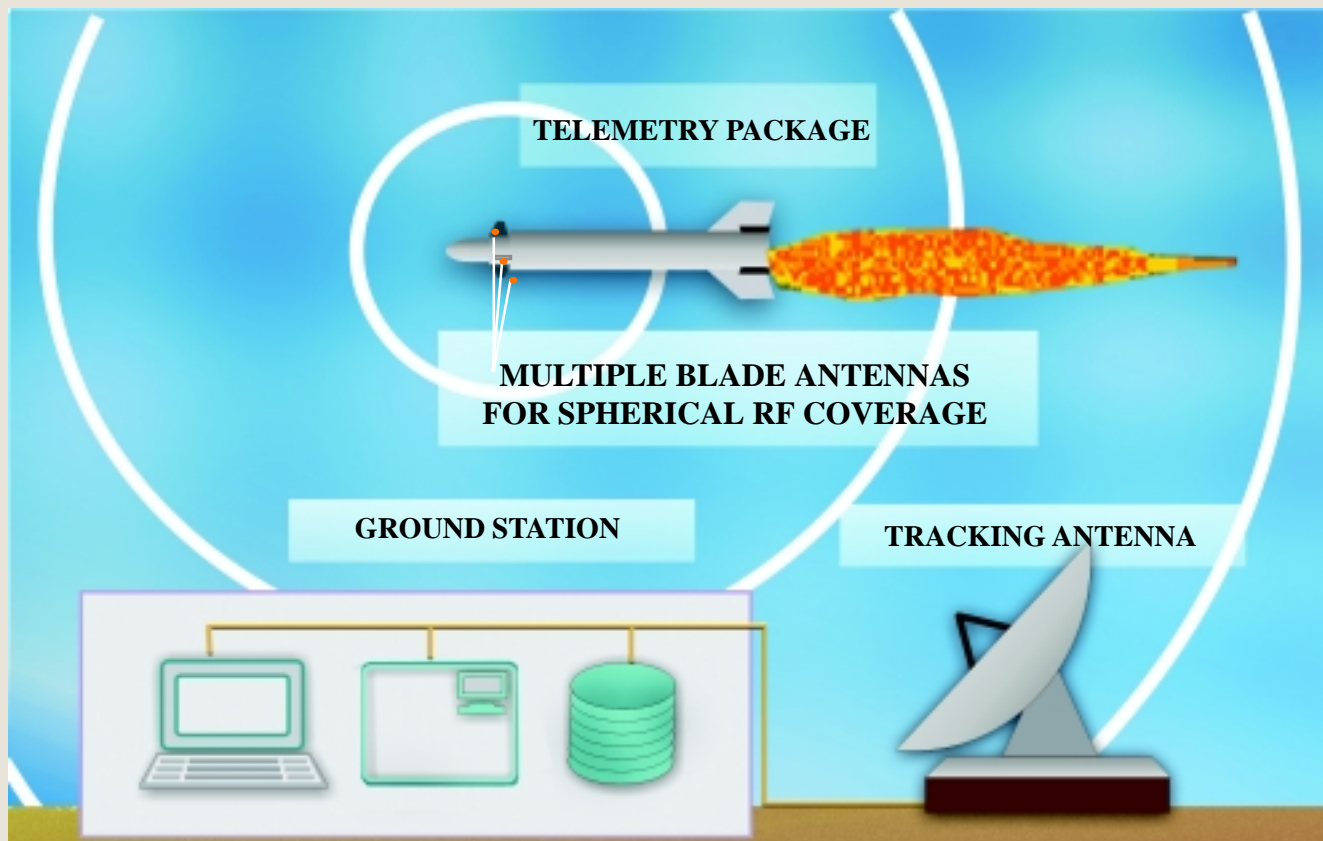 TELEMETRY PACKAGE
MULTIPLE BLADE ANTENNAS
FOR SPHERICAL RF COVERAGE
GROUND STATION
TRACKING ANTENNA